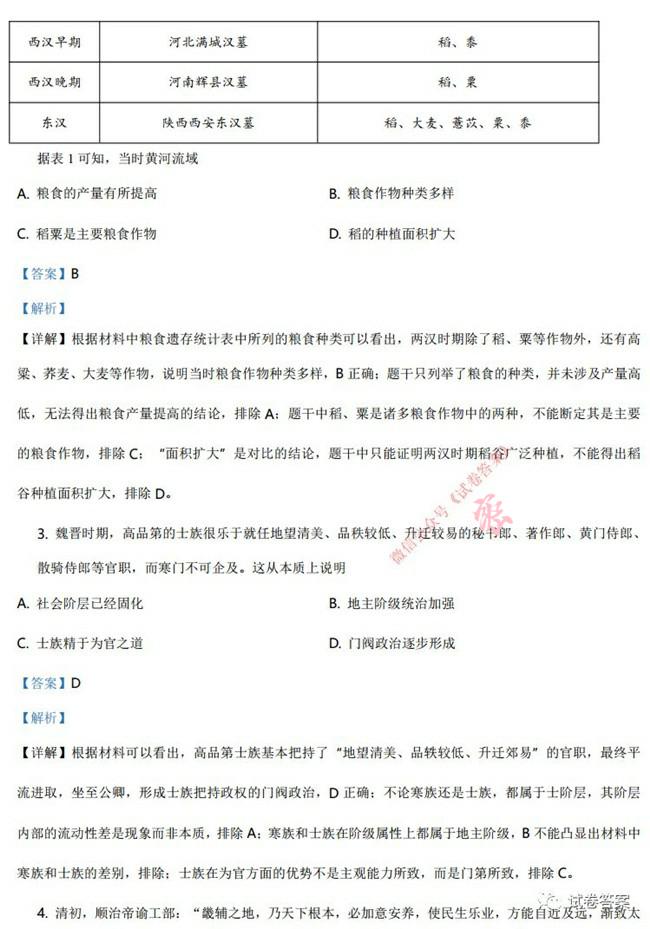 西汉早期 河北满城汉墓 稻、黍
西汉晚期 河南辉县汉墓 稻、粟
东汉 陕西西安东汉墓 稻、大麦、薏苡、粟、黍
据表 1 可知，当时黄河流域
A. 粮食的产量有所提高 B. 粮食作物种类多样
C. 稻粟是主要粮食作物 D. 稻的种植面积扩大
【答案】B
【解析】
【详解】根据材料中粮食遗存统计表中所列的粮食种类可以看出，两汉时期除了稻、粟等作物外，还有高
粱、荞麦、大麦等作物，说明当时粮食作物种类多样，B 正确；题干只列举了粮食的种类，并未涉及产量高
低，无法得出粮食产量提高的结论，排除 A；题干中稻、粟是诸多粮食作物中的两种，不能断定其是主要
的粮食作物，排除 C；“面积扩大”是对比的结论，题干中只能证明两汉时期稻谷广泛种植，不能得出稻
谷种植面积扩大，排除 D。
微信公众号《试卷答案》
3. 魏晋时期，高品第的士族很乐于就任地望清美、品秩较低、升迁较易的秘书郎、著作郎、黄门侍郎、
散骑侍郎等官职，而寒门不可企及。这从本质上说明
A. 社会阶层已经固化 B. 地主阶级统治加强
C. 士族精于为官之道 D. 门阀政治逐步形成
【答案】D
【解析】
【详解】根据材料可以看出，高品第士族基本把持了“地望清美、品轶较低、升迁郊易”的官职，最终平
流进取，坐至公卿，形成士族把持政权的门阀政治，D 正确；不论寒族还是士族，都属于士阶层，其阶层
内部的流动性差是现象而非本质，排除 A；寒族和士族在阶级属性上都属于地主阶级，B 不能凸显出材料中
寒族和士族的差别，排除；士族在为官方面的优势不是主观能力所致，而是门第所致，排除 C。
试卷答案
4. 清初，顺治帝谕工部：“畿辅之地，乃天下根本，必加意安养，使民生乐业，方能自近及远，渐致太